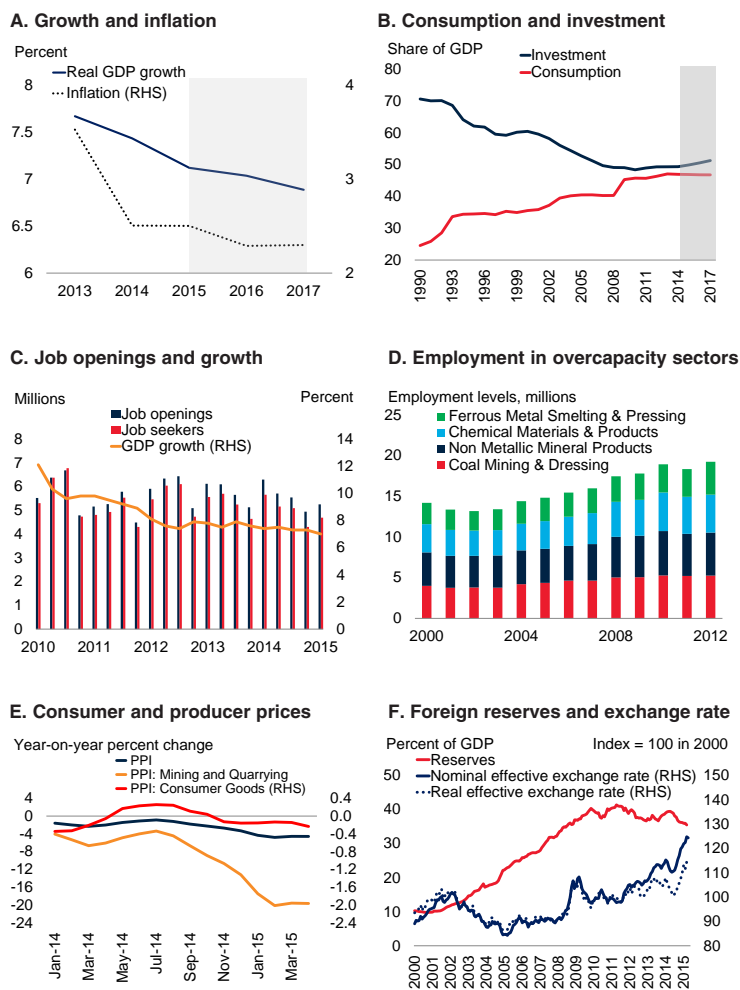 A. Growth and inflation
Percent
Real GDP growth
Inflation (RHS)
8
7.5
7
6.5
6
4
3
2
2013 2014 2015 2016 2017
B. Consumption and investment
Share of GDP
Investment
Consumption
80
70
60
50
40
30
20
1990 1993 1996 1999 2002 2005 2008 2011 2014 2017
C. Job openings and growth
Millions
Percent
Job openings
Job seekers
GDP growth (RHS)
8
7
6
5
4
3
2
1
0
14
12
10
8
6
4
2
0
2010 2011 2012 2013 2014 2015
D. Employment in overcapacity sectors
Employment levels, millions
Ferrous Metal Smelting & Pressing
Chemical Materials & Products
Non Metallic Mineral Products
Coal Mining & Dressing
25
20
15
10
5
0
2000 2004 2008 2012
E. Consumer and producer prices
Year-on-year percent change
PPI
PPI: Mining and Quarrying
PPI: Consumer Goods (RHS)
4
0
-4
-8
-12
-16
-20
-24
0.4
0.0
-0.4
-0.8
-1.2
-1.6
-2.0
-2.4
Jan-14 Mar-14 May-14 Jul-14 Sep-14 Nov-14 Jan-15 Mar-15
F. Foreign reserves and exchange rate
Percent of GDP
Index = 100 in 2000
Reserves
Nominal effective exchange rate (RHS)
Real effective exchange rate (RHS)
50
40
30
20
10
0
150
140
130
120
110
100
90
80
2000 2001 2002 2003 2004 2005 2006 2007 2008 2009 2010 2011 2012 2013 2014 2015